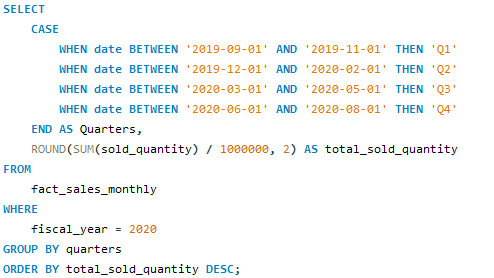 SELECT
    CASE
        WHEN date BETWEEN '2019-09-01' AND '2019-11-01' THEN 'Q1'
        WHEN date BETWEEN '2019-12-01' AND '2020-02-01' THEN 'Q2'
        WHEN date BETWEEN '2020-03-01' AND '2020-05-01' THEN 'Q3'
        WHEN date BETWEEN '2020-06-01' AND '2020-08-01' THEN 'Q4'
    END AS Quarters,
    ROUND(SUM(sold_quantity) / 1000000, 2) AS total_sold_quantity
FROM
    fact_sales_monthly
WHERE
    fiscal_year = 2020
GROUP BY quarters
ORDER BY total_sold_quantity DESC;